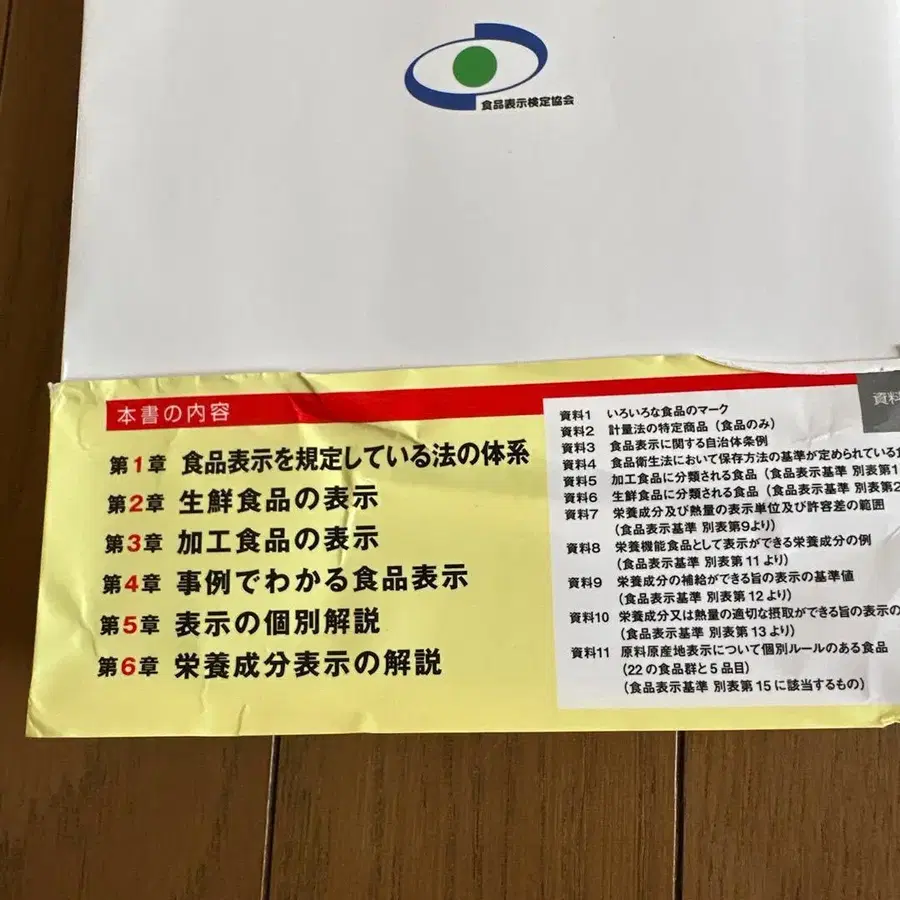 食品表示検定協会
本書の内容
第1章 食品表示を規定している法の体系
第2章 生鮮食品の表示
第3章 加工食品の表示
第4章 事例でわかる食品表示
第5章 表示の個別解説
第6章 栄養成分表示の解説
資料
資料1 いろいろな食品のマーク
資料2 計量法の特定商品（食品のみ）
資料3 食品表示に関する自治体条例
資料4 食品衛生法において保存方法の基準が定められている
資料5 加工食品に分類される食品（食品表示基準 別表第1
資料6 生鮮食品に分類される食品（食品表示基準 別表第2
資料7 栄養成分及び熱量の表示単位及び許容差の範囲
（食品表示基準 別表第9より）
資料8 栄養機能食品として表示ができる栄養成分の例
（食品表示基準 別表第11より）
資料9 栄養成分の補給ができる旨の表示の基準値
（食品表示基準 別表第12より）
資料10 栄養成分又は熱量の適切な摂取ができる旨の表示の
（食品表示基準 別表第13より）
資料11 原料原産地表示について個別ルールのある食品
（22の食品群と5品目）
（食品表示基準 別表第15に該当するもの）